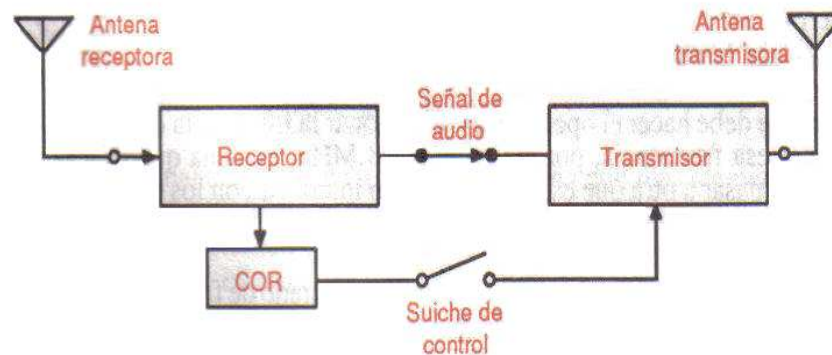 Antena
receptora
Antena
transmisora
Señal de
audio
Receptor
Transmisor
COR
Suiche de
control